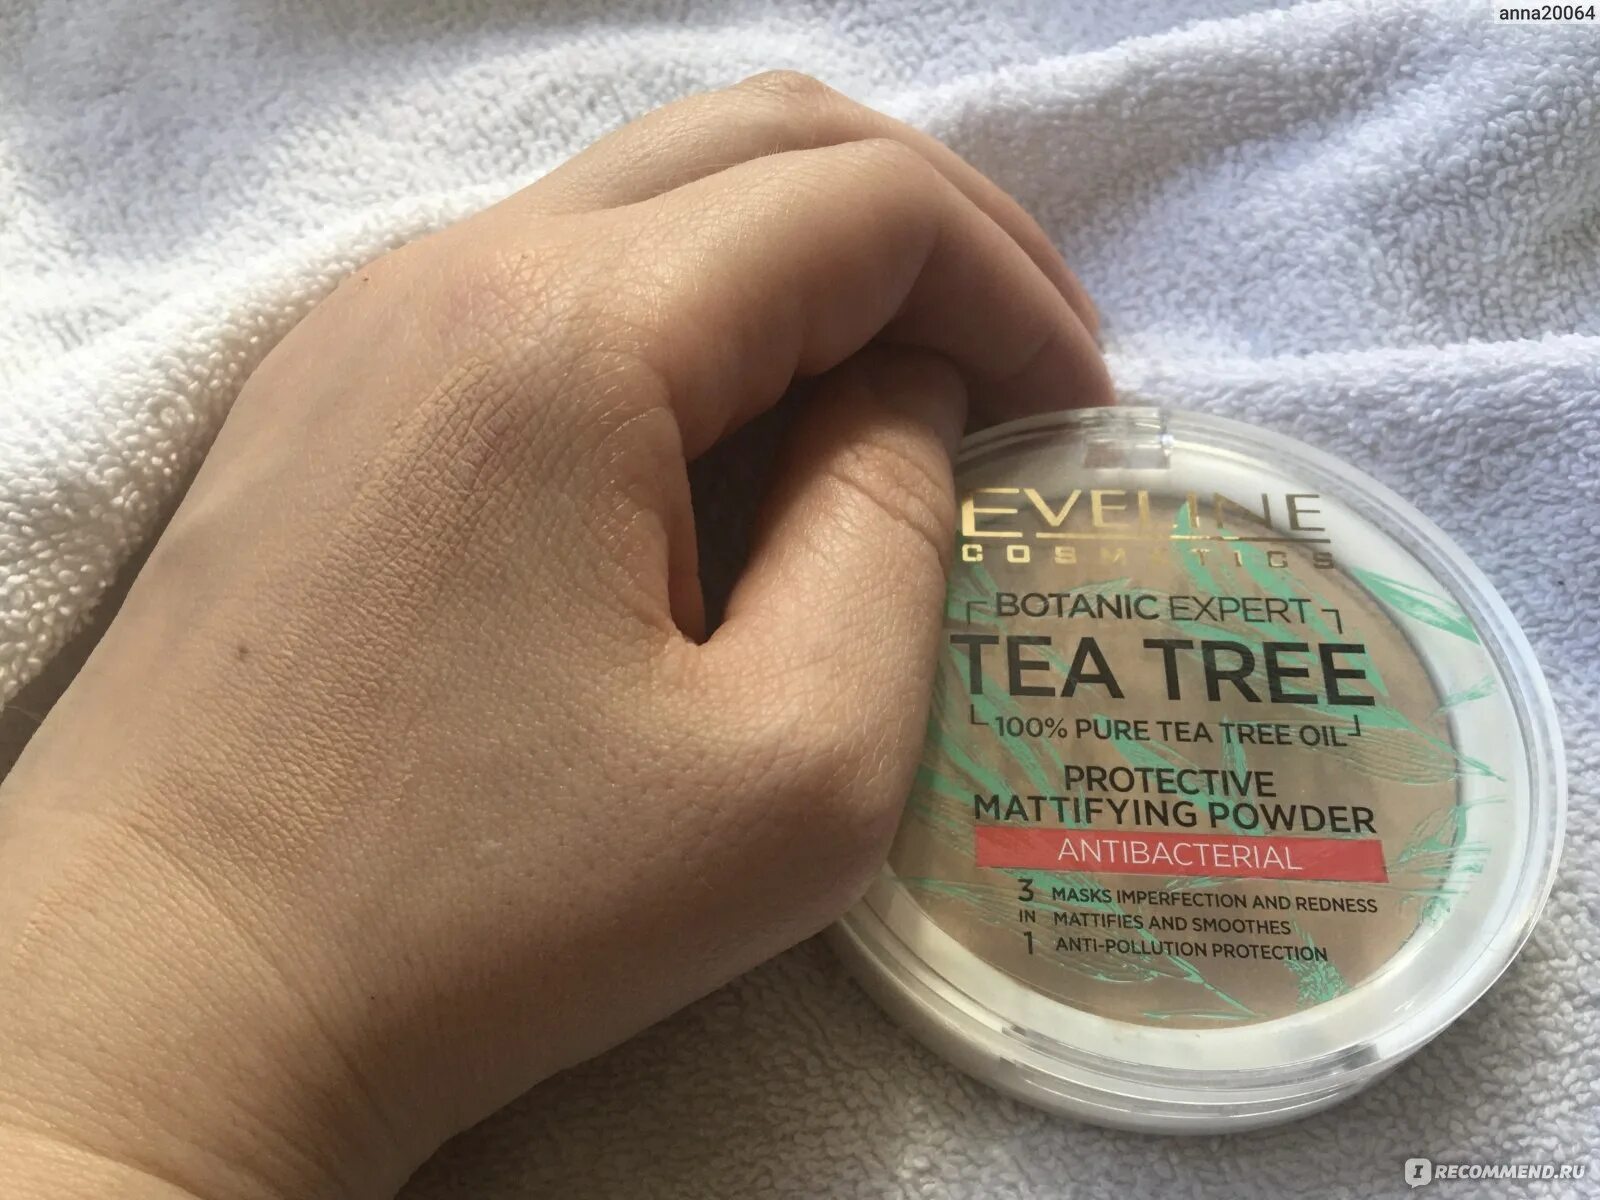 anna20064
EVELINE
COSMETICS
BOTANIC EXPERT
TEA TREE
100% PURE TEA TREE OIL
PROTECTIVE
MATTIFYING POWDER
ANTIBACTERIAL
3 MASKS IMPERFECTION AND REDNESS
IN MATTIFIES AND SMOOTHES
1 ANTI-POLLUTION PROTECTION
I RECOMMEND.RU